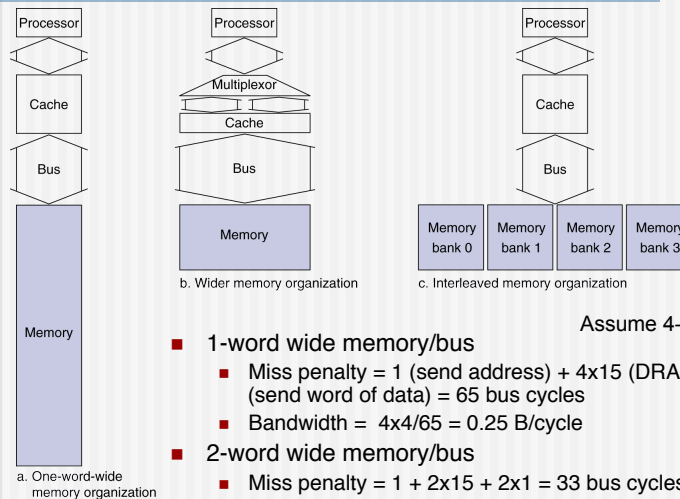 Processor
Cache
Bus
Memory
a. One-word-wide
memory organization
Processor
Multiplexor
Cache
Bus
Memory
b. Wider memory organization
Processor
Cache
Bus
Memory
bank 0
Memory
bank 1
Memory
bank 2
Memory
bank 3
c. Interleaved memory organization
Assume 4-
1-word wide memory/bus
Miss penalty = 1 (send address) + 4x15 (DRA
(send word of data) = 65 bus cycles
Bandwidth = 4x4/65 = 0.25 B/cycle
2-word wide memory/bus
Miss penalty = 1 + 2x15 + 2x1 = 33 bus cycles